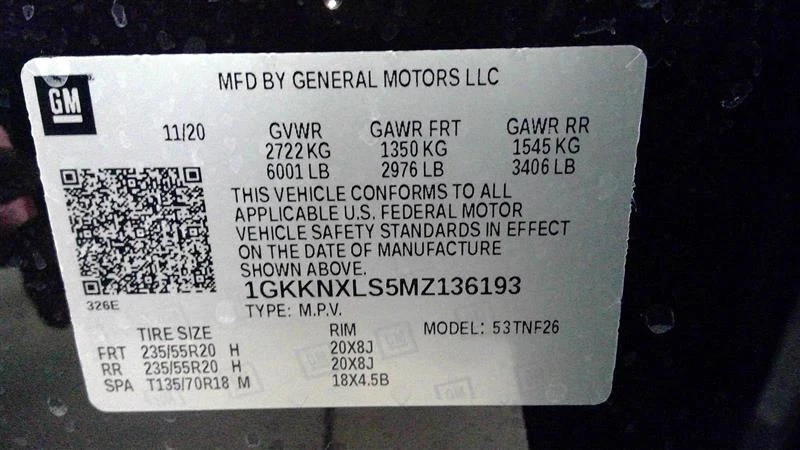 GM
MFD BY GENERAL MOTORS LLC
11/20 GVWR GAWR FRT GAWR RR
2722 KG 1350 KG 1545 KG
6001 LB 2976 LB 3406 LB
THIS VEHICLE CONFORMS TO ALL
APPLICABLE U.S. FEDERAL MOTOR
VEHICLE SAFETY STANDARDS IN EFFECT
ON THE DATE OF MANUFACTURE
SHOWN ABOVE.
326E
1GKKNXLS5MZ136193
TYPE: M.P.V.
TIRE SIZE RIM MODEL: 53TNF26
FRT 235/55R20 H 20X8J
RR 235/55R20 H 20X8J
SPA T135/70R18 M 18X4.5B